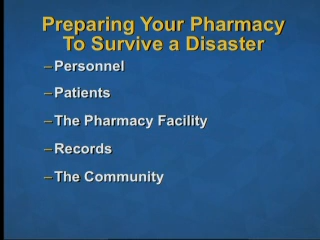 Preparing Your Pharmacy
To Survive a Disaster
– Personnel
– Patients
– The Pharmacy Facility
– Records
– The Community